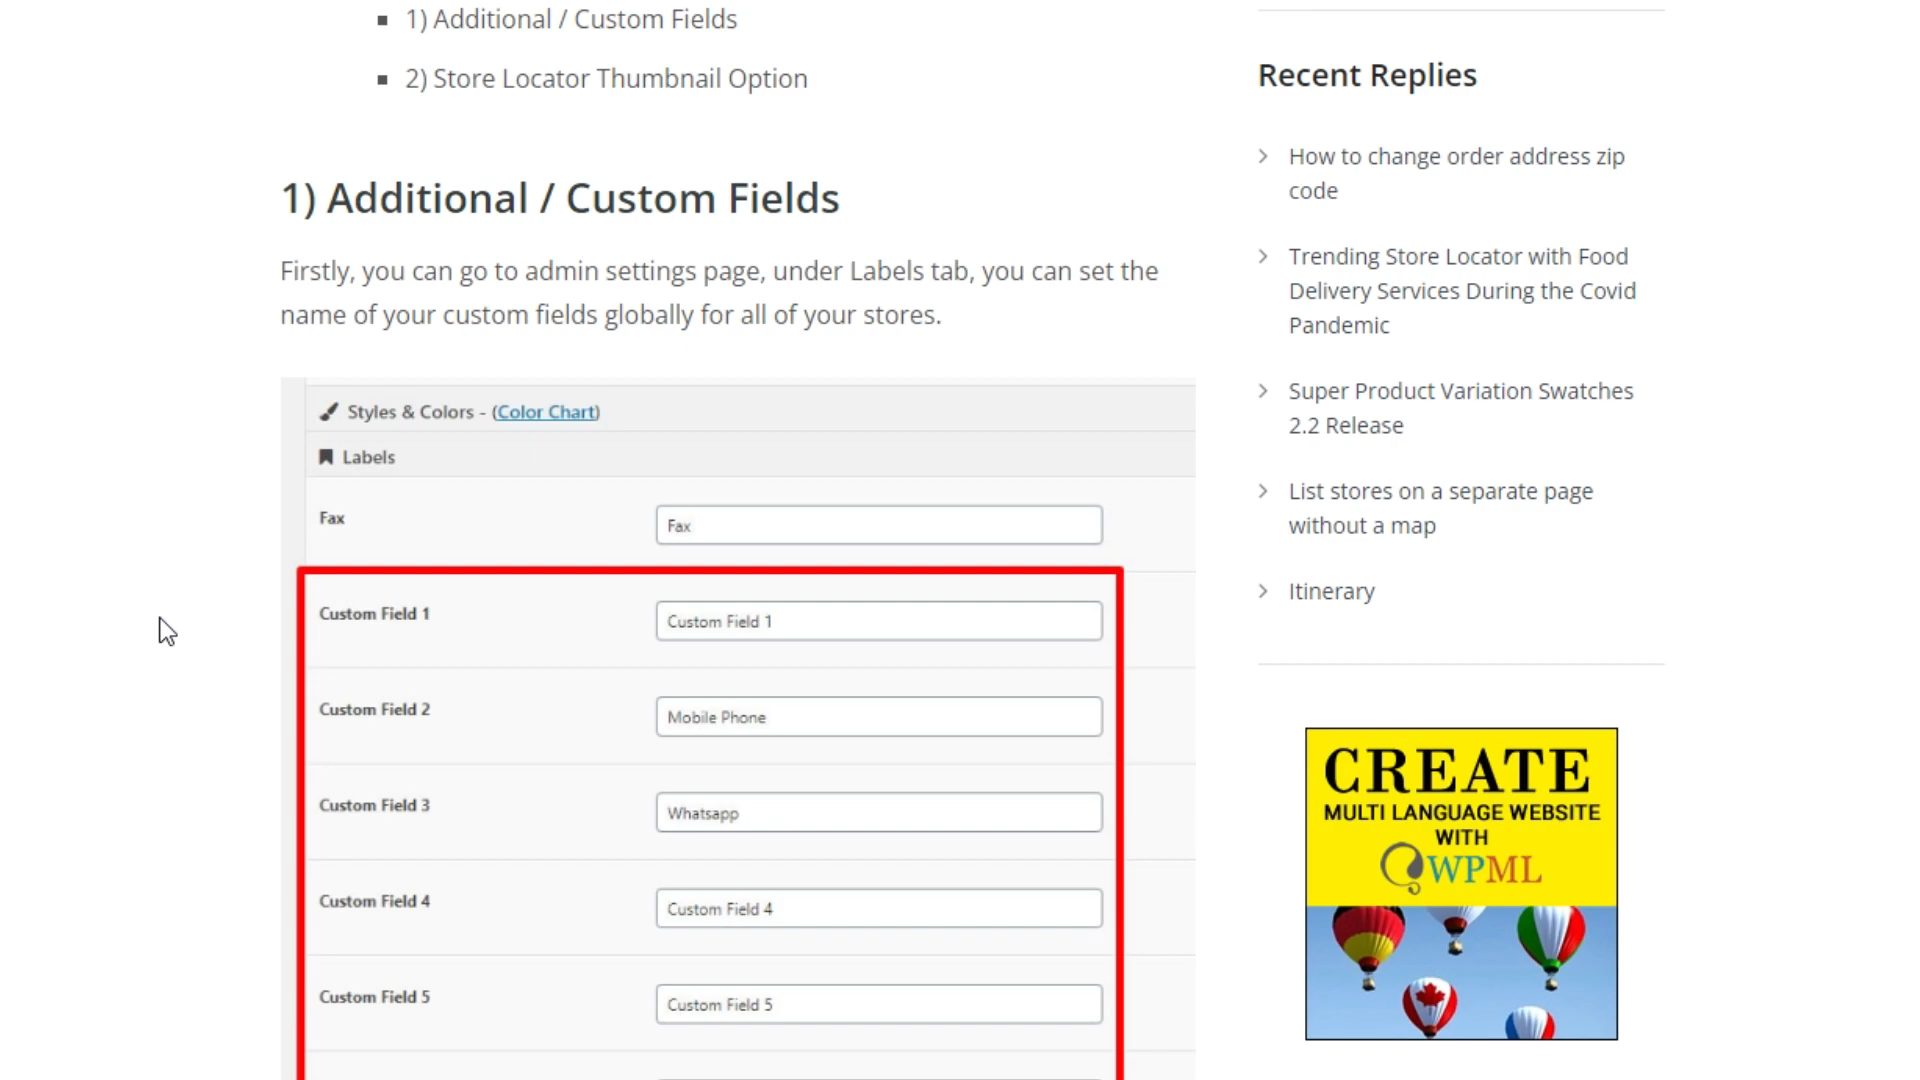 1) Additional / Custom Fields
2) Store Locator Thumbnail Option
1) Additional / Custom Fields
Firstly, you can go to admin settings page, under Labels tab, you can set the
name of your custom fields globally for all of your stores.
Styles & Colors - (Color Chart)
Labels
Fax
Fax
Custom Field 1
Custom Field 1
Custom Field 2
Mobile Phone
Custom Field 3
Whatsapp
Custom Field 4
Custom Field 4
Custom Field 5
Custom Field 5
Recent Replies
How to change order address zip
code
Trending Store Locator with Food
Delivery Services During the Covid
Pandemic
Super Product Variation Swatches
2.2 Release
List stores on a separate page
without a map
Itinerary
CREATE
MULTI LANGUAGE WEBSITE
WITH
WPML